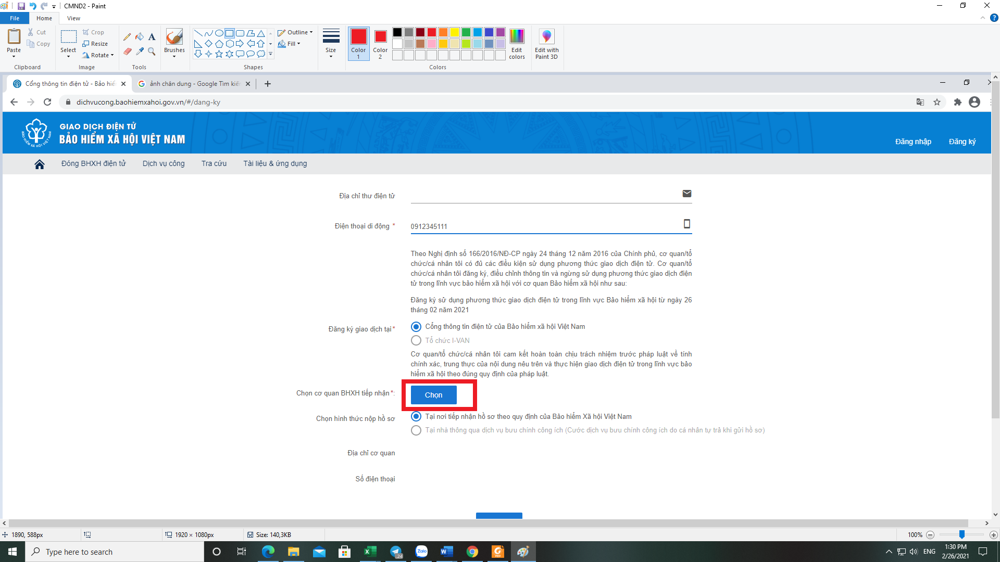 CMND2 - Paint
File
Home
View
Paste
Cut
Copy
Clipboard
Select
Crop
Resize
Rotate
Image
Tools
Brushes
Shapes
Outline
Fill
Size
Color
1
Color
2
Edit
colors
Edit with
Paint 3D
Colors
Cổng thông tin điện tử - Bảo hiể
ảnh chân dung - Google Tìm kiế
dichvucong.baohiemxahoi.gov.vn/#/dang-ky
BẢO HIỂM XÃ HỘI VIỆT NAM
GIAO DỊCH ĐIỆN TỬ
BẢO HIỂM XÃ HỘI VIỆT NAM
Đăng nhập
Đăng ký
Đóng BHXH điện tử
Dịch vụ công
Tra cứu
Tài liệu & ứng dụng
Địa chỉ thư điện tử
Điện thoại di động *
0912345111
Theo Nghị định số 166/2016/NĐ-CP ngày 24 tháng 12 năm 2016 của Chính phủ, cơ quan/tổ
chức/cá nhân tôi có đủ các điều kiện sử dụng phương thức giao dịch điện tử. Cơ quan/tổ
chức/cá nhân tôi đăng ký, điều chỉnh thông tin và ngừng sử dụng phương thức giao dịch điện
tử trong lĩnh vực bảo hiểm xã hội với cơ quan Bảo hiểm xã hội như sau:
Đăng ký sử dụng phương thức giao dịch điện tử trong lĩnh vực Bảo hiểm xã hội từ ngày 26
tháng 02 năm 2021
Đăng ký giao dịch tại*
Cổng thông tin điện tử của Bảo hiểm xã hội Việt Nam
Tổ chức I-VAN
Cơ quan/tổ chức/cá nhân tôi cam kết hoàn toàn chịu trách nhiệm trước pháp luật về tính
chính xác, trung thực của nội dung nêu trên và thực hiện giao dịch điện tử trong lĩnh vực bảo
hiểm xã hội theo đúng quy định của pháp luật.
Chọn cơ quan BHXH tiếp nhận*:
Chọn
Chọn hình thức nộp hồ sơ
Tại nơi tiếp nhận hồ sơ theo quy định của Bảo hiểm Xã hội Việt Nam
Tại nhà thông qua dịch vụ bưu chính công ích (Cước dịch vụ bưu chính công ích do cá nhân tự trả khi gửi hồ sơ)
Địa chỉ cơ quan
Số điện thoại
1890, 588px
1920 × 1080px
Size: 140,3KB
100%
Type here to search
24
Zalo
PDF
ENG
1:30 PM
2/26/2021